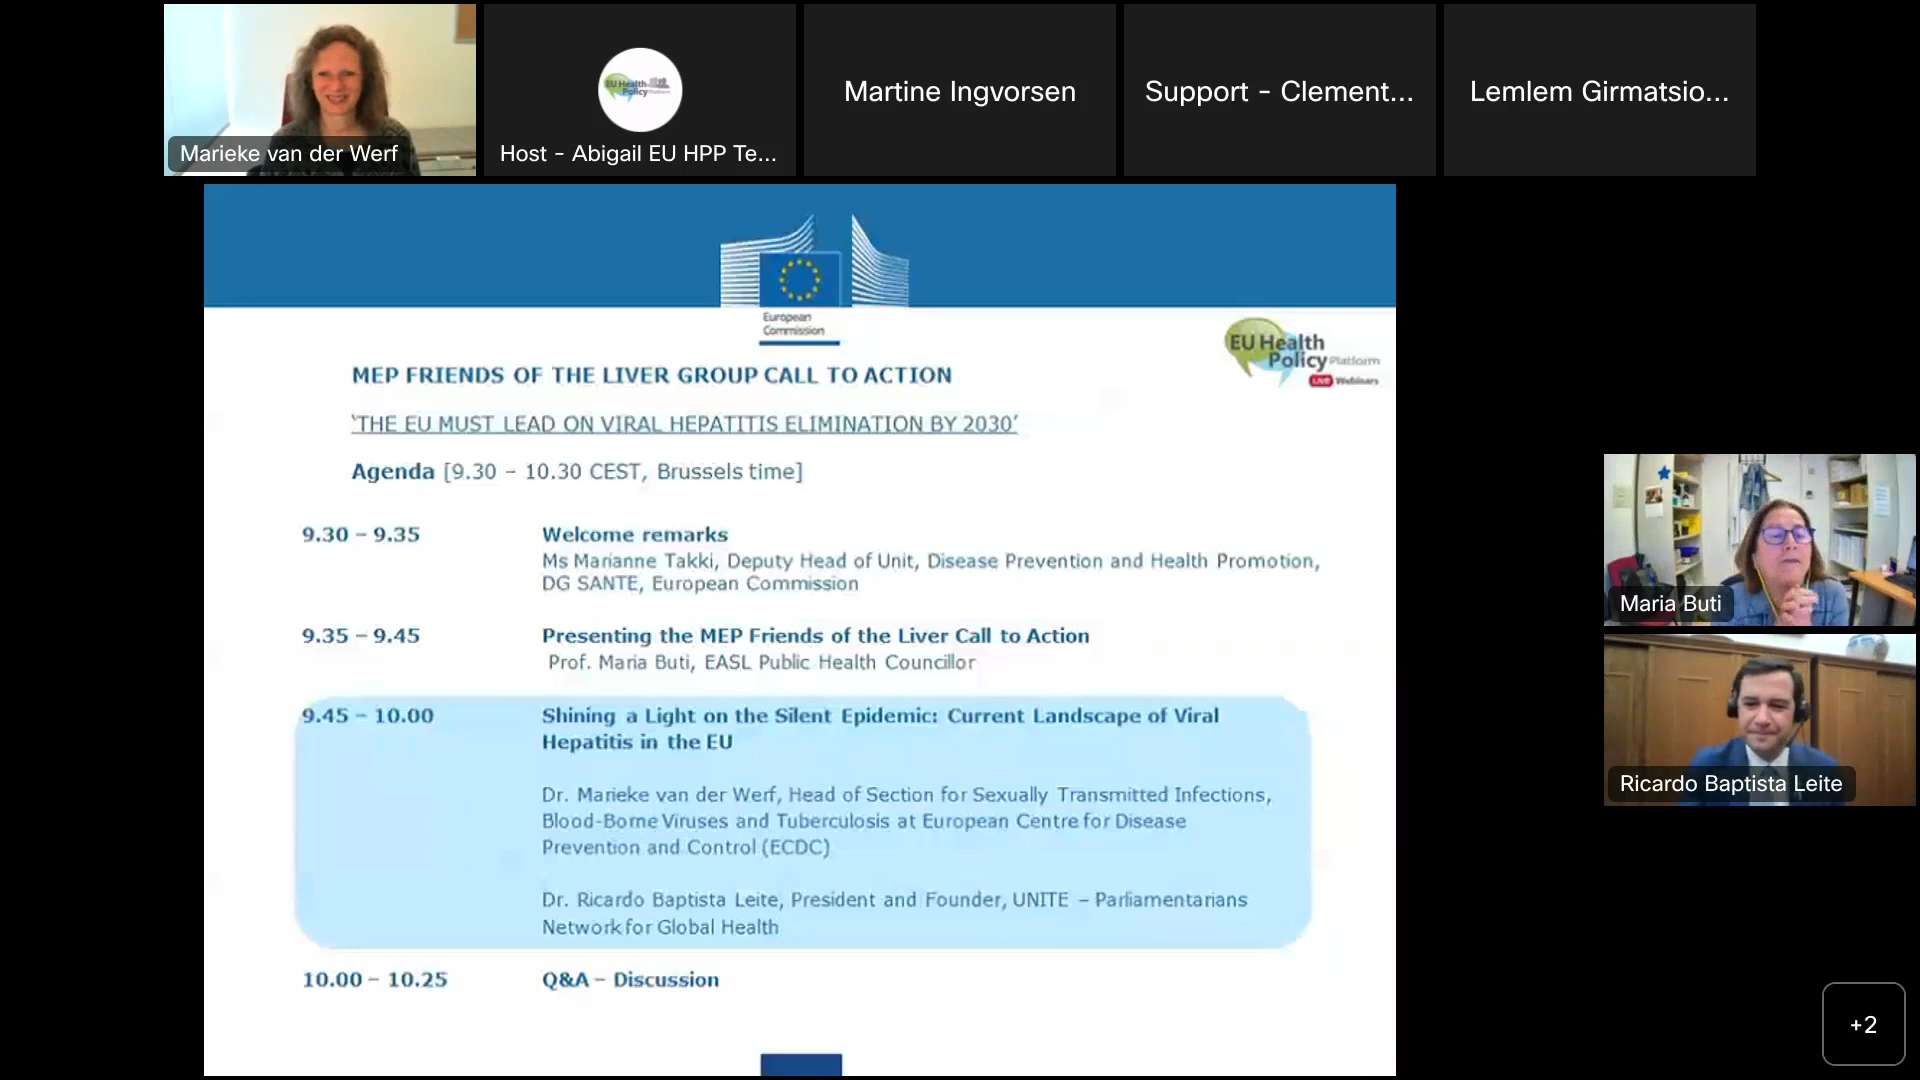 Marieke van der Werf
EU Health
Policy Platform
Host - Abigail EU HPP Te...
Martine Ingvorsen
Support - Clement...
Lemlem Girmatsio...
European
Commission
EU Health
Policy Platform
LIVE Webinars
MEP FRIENDS OF THE LIVER GROUP CALL TO ACTION
‘THE EU MUST LEAD ON VIRAL HEPATITIS ELIMINATION BY 2030’
Agenda [9.30 – 10.30 CEST, Brussels time]
9.30 – 9.35 Welcome remarks
Ms Marianne Takki, Deputy Head of Unit, Disease Prevention and Health Promotion,
DG SANTE, European Commission
9.35 – 9.45 Presenting the MEP Friends of the Liver Call to Action
Prof. Maria Buti, EASL Public Health Councillor
9.45 – 10.00 Shining a Light on the Silent Epidemic: Current Landscape of Viral
Hepatitis in the EU
Dr. Marieke van der Werf, Head of Section for Sexually Transmitted Infections,
Blood-Borne Viruses and Tuberculosis at European Centre for Disease
Prevention and Control (ECDC)
Dr. Ricardo Baptista Leite, President and Founder, UNITE – Parliamentarians
Network for Global Health
10.00 – 10.25 Q&A – Discussion
Maria Buti
Ricardo Baptista Leite
+2